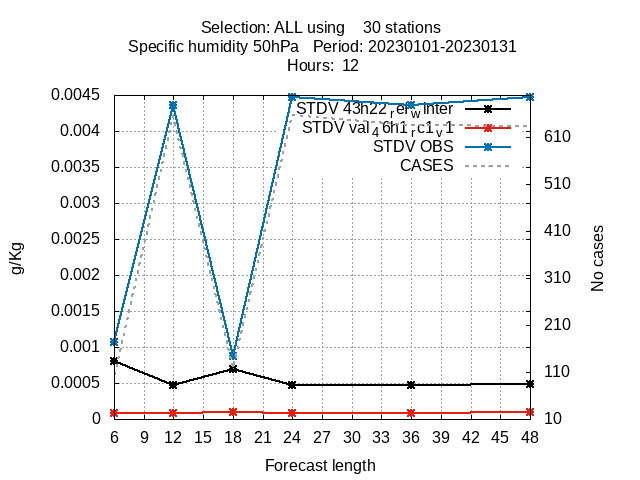 Selection: ALL using 30 stations
Specific humidity 50hPa Period: 20230101-20230131
Hours: 12
0.0045
0.004
0.0035
0.003
0.0025
0.002
0.0015
0.001
0.0005
0
g/Kg
STDV 43h22_rer_winter
STDV val_46h1_rc1_v1
STDV OBS
CASES
610
510
410
310
210
110
10
No cases
6 9 12 15 18 21 24 27 30 33 36 39 42 45 48
Forecast length